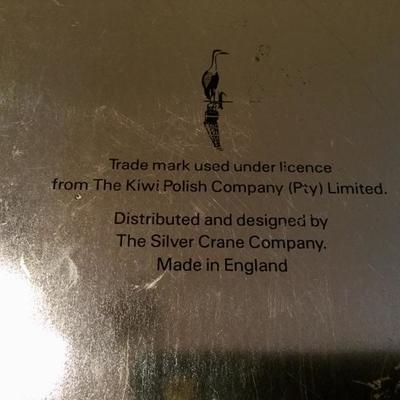 Trade mark used under licence
from The Kiwi Polish Company (Pty) Limited.
Distributed and designed by
The Silver Crane Company.
Made in England